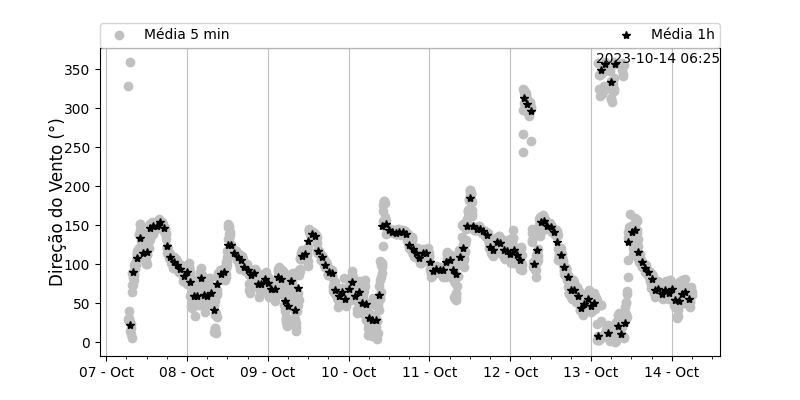 Média 5 min
Média 1h
2023-10-14 06:25
Direção do Vento (°)
350
300
250
200
150
100
50
0
07 - Oct
08 - Oct
09 - Oct
10 - Oct
11 - Oct
12 - Oct
13 - Oct
14 - Oct